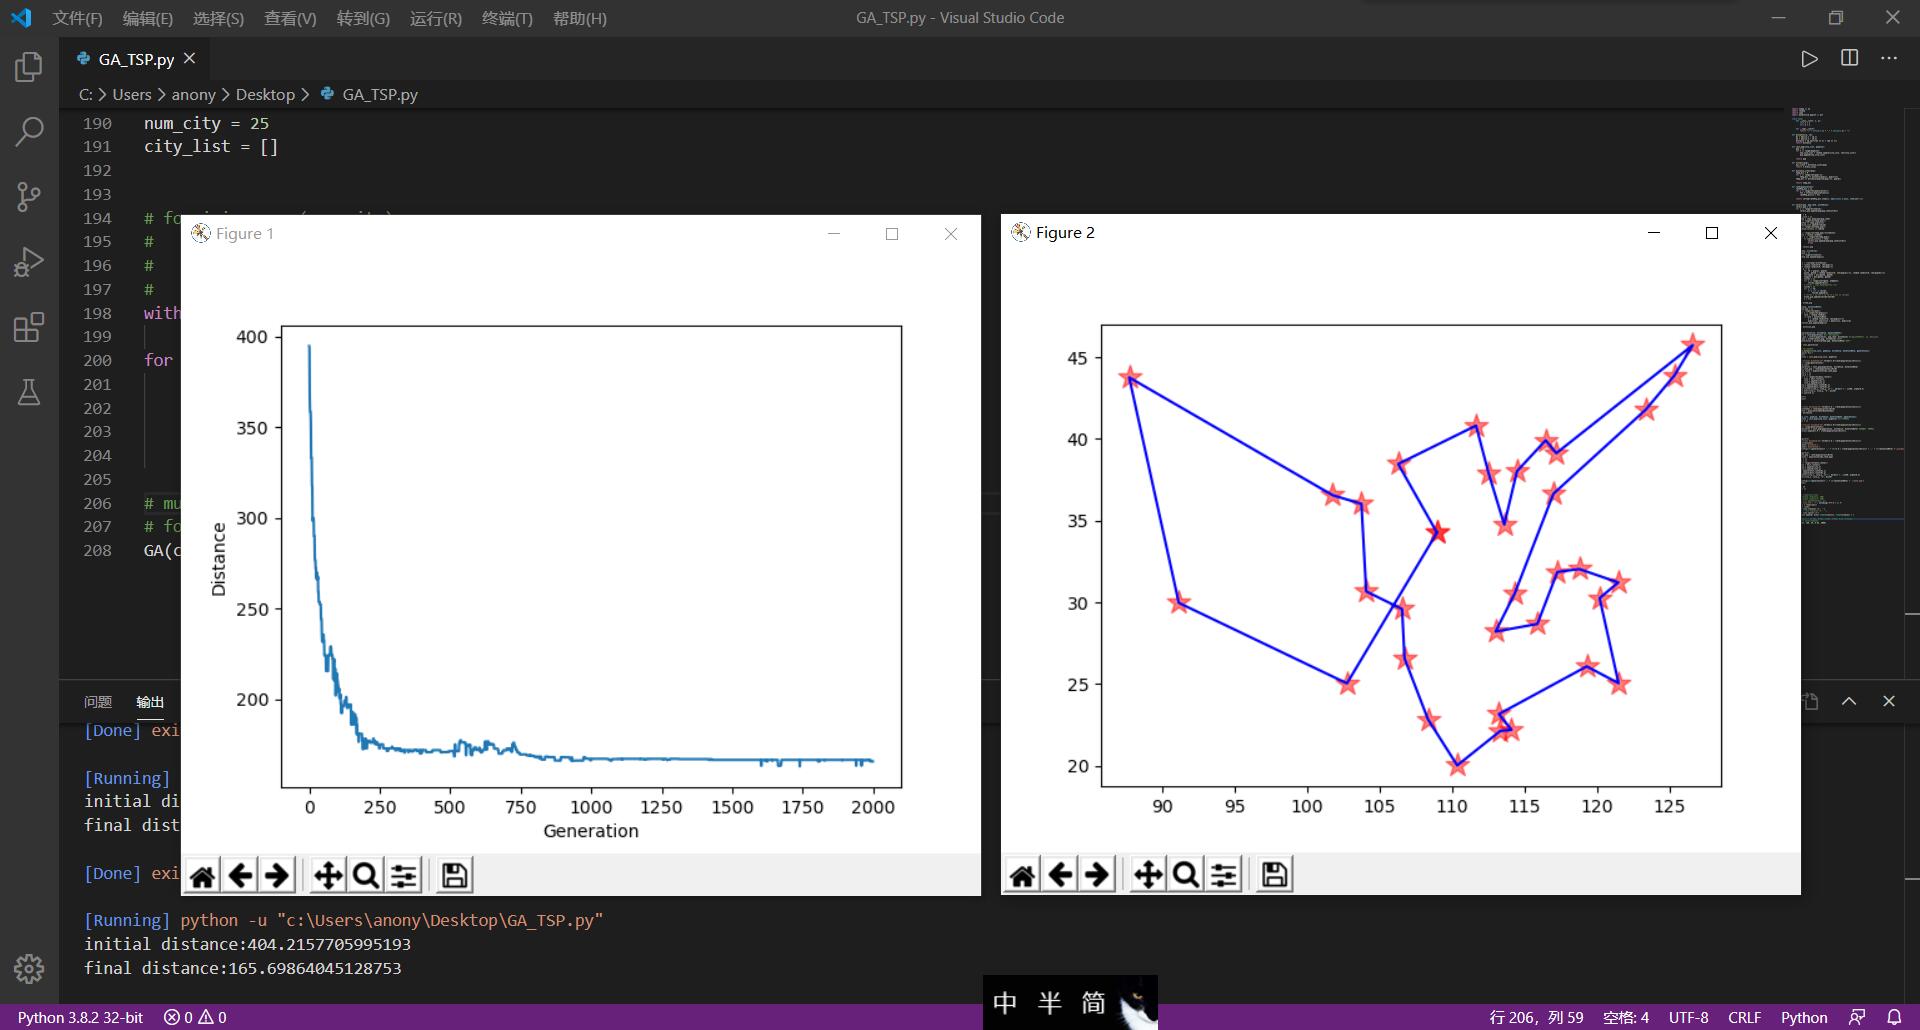 文件(F) 编辑(E) 选择(S) 查看(V) 转到(G) 运行(R) 终端(T) 帮助(H)
GA_TSP.py - Visual Studio Code
GA_TSP.py
C: > Users > anony > Desktop > GA_TSP.py
190 num_city = 25
191 city_list = []
192
193
194 # fo
195 #
196 #
197 #
198 with
199
200 for
201
202
203
204
205
206 # mu
207 # fo
208 GA(c
Figure 1
400
350
300
250
200
Distance
0 250 500 750 1000 1250 1500 1750 2000
Generation
Figure 2
45
40
35
30
25
20
90 95 100 105 110 115 120 125
问题 输出
[Done] exi
[Running]
initial di
final dist
[Done] exi
[Running] python -u "c:\Users\anony\Desktop\GA_TSP.py"
initial distance:404.2157705995193
final distance:165.69864045128753
中 半 简
Python 3.8.2 32-bit 0 0
行 206，列 59 空格: 4 UTF-8 CRLF Python